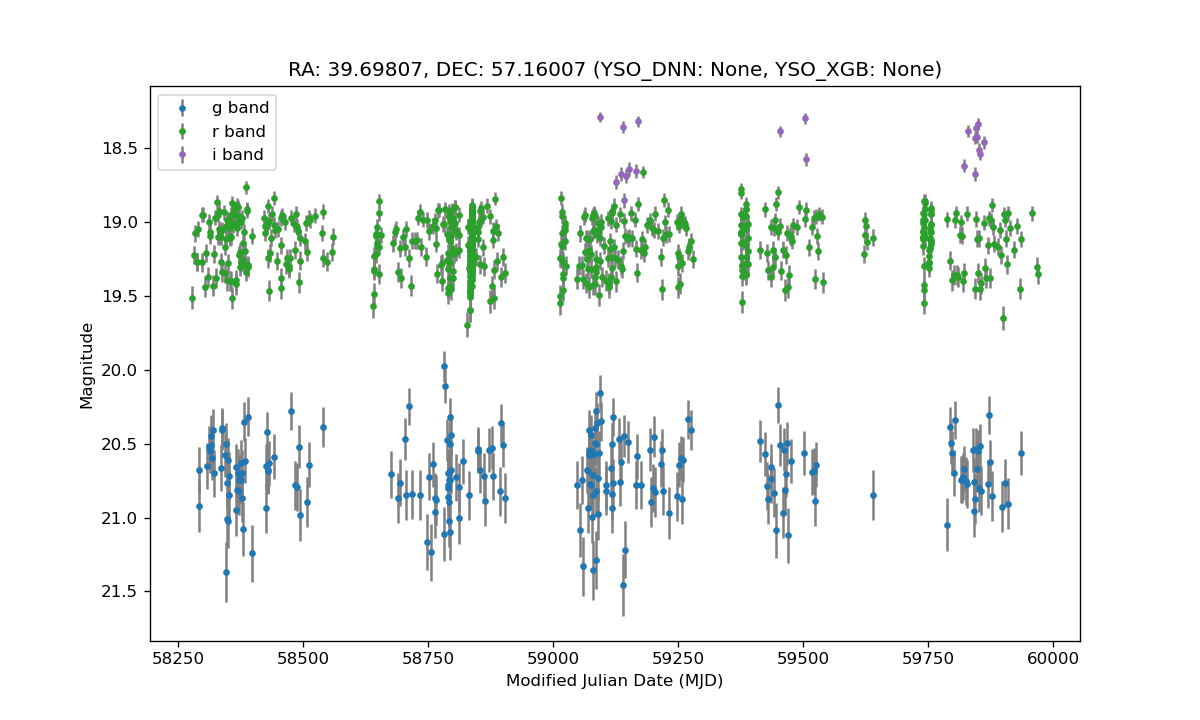 RA: 39.69807, DEC: 57.16007 (YSO_DNN: None, YSO_XGB: None)
g band
r band
i band
18.5
19.0
19.5
20.0
20.5
21.0
21.5
Magnitude
58250 58500 58750 59000 59250 59500 59750 60000
Modified Julian Date (MJD)